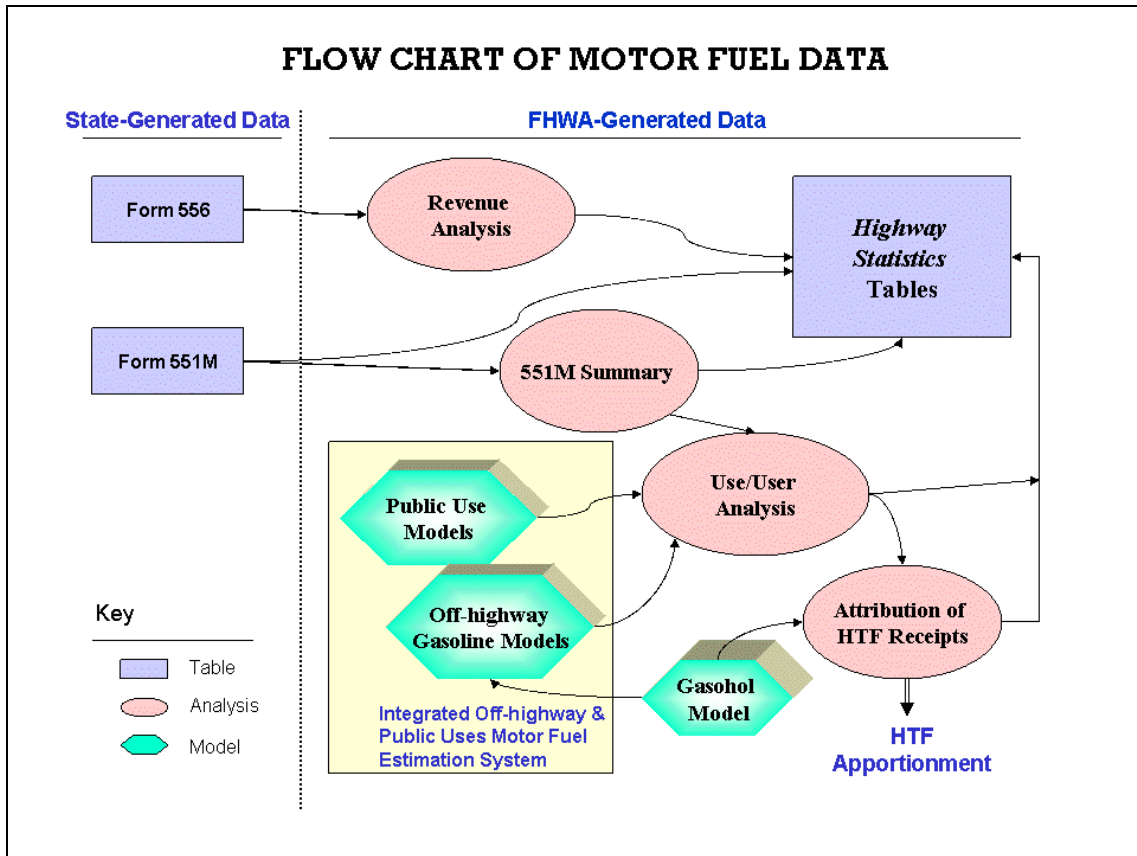 FLOW CHART OF MOTOR FUEL DATA
State-Generated Data
FHWA-Generated Data
Form 556
Revenue
Analysis
Highway
Statistics
Tables
Form 551M
551M Summary
Use/User
Analysis
Public Use
Models
Off-highway
Gasoline Models
Attribution of
HTF Receipts
Gasohol
Model
Integrated Off-highway &
Public Uses Motor Fuel
Estimation System
HTF
Apportionment
Key
Table
Analysis
Model